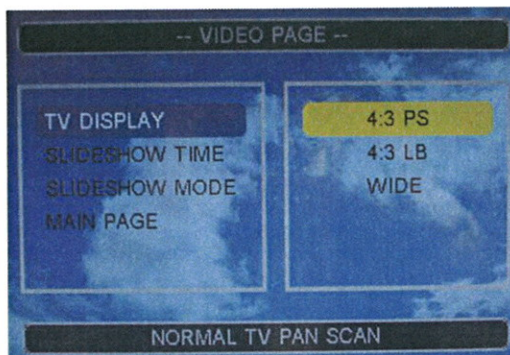 -- VIDEO PAGE --
TV DISPLAY
SLIDESHOW TIME
SLIDESHOW MODE
MAIN PAGE
4:3 PS
4:3 LB
WIDE
NORMAL TV PAN SCAN